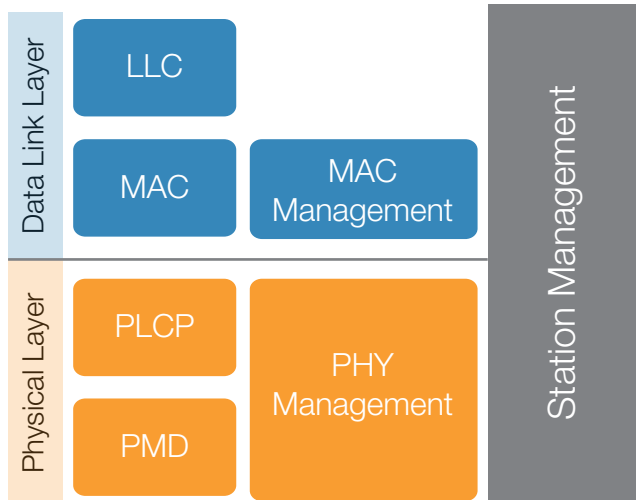 Data Link Layer
LLC
MAC
MAC
Management
Physical Layer
PLCP
PMD
PHY
Management
Station Management